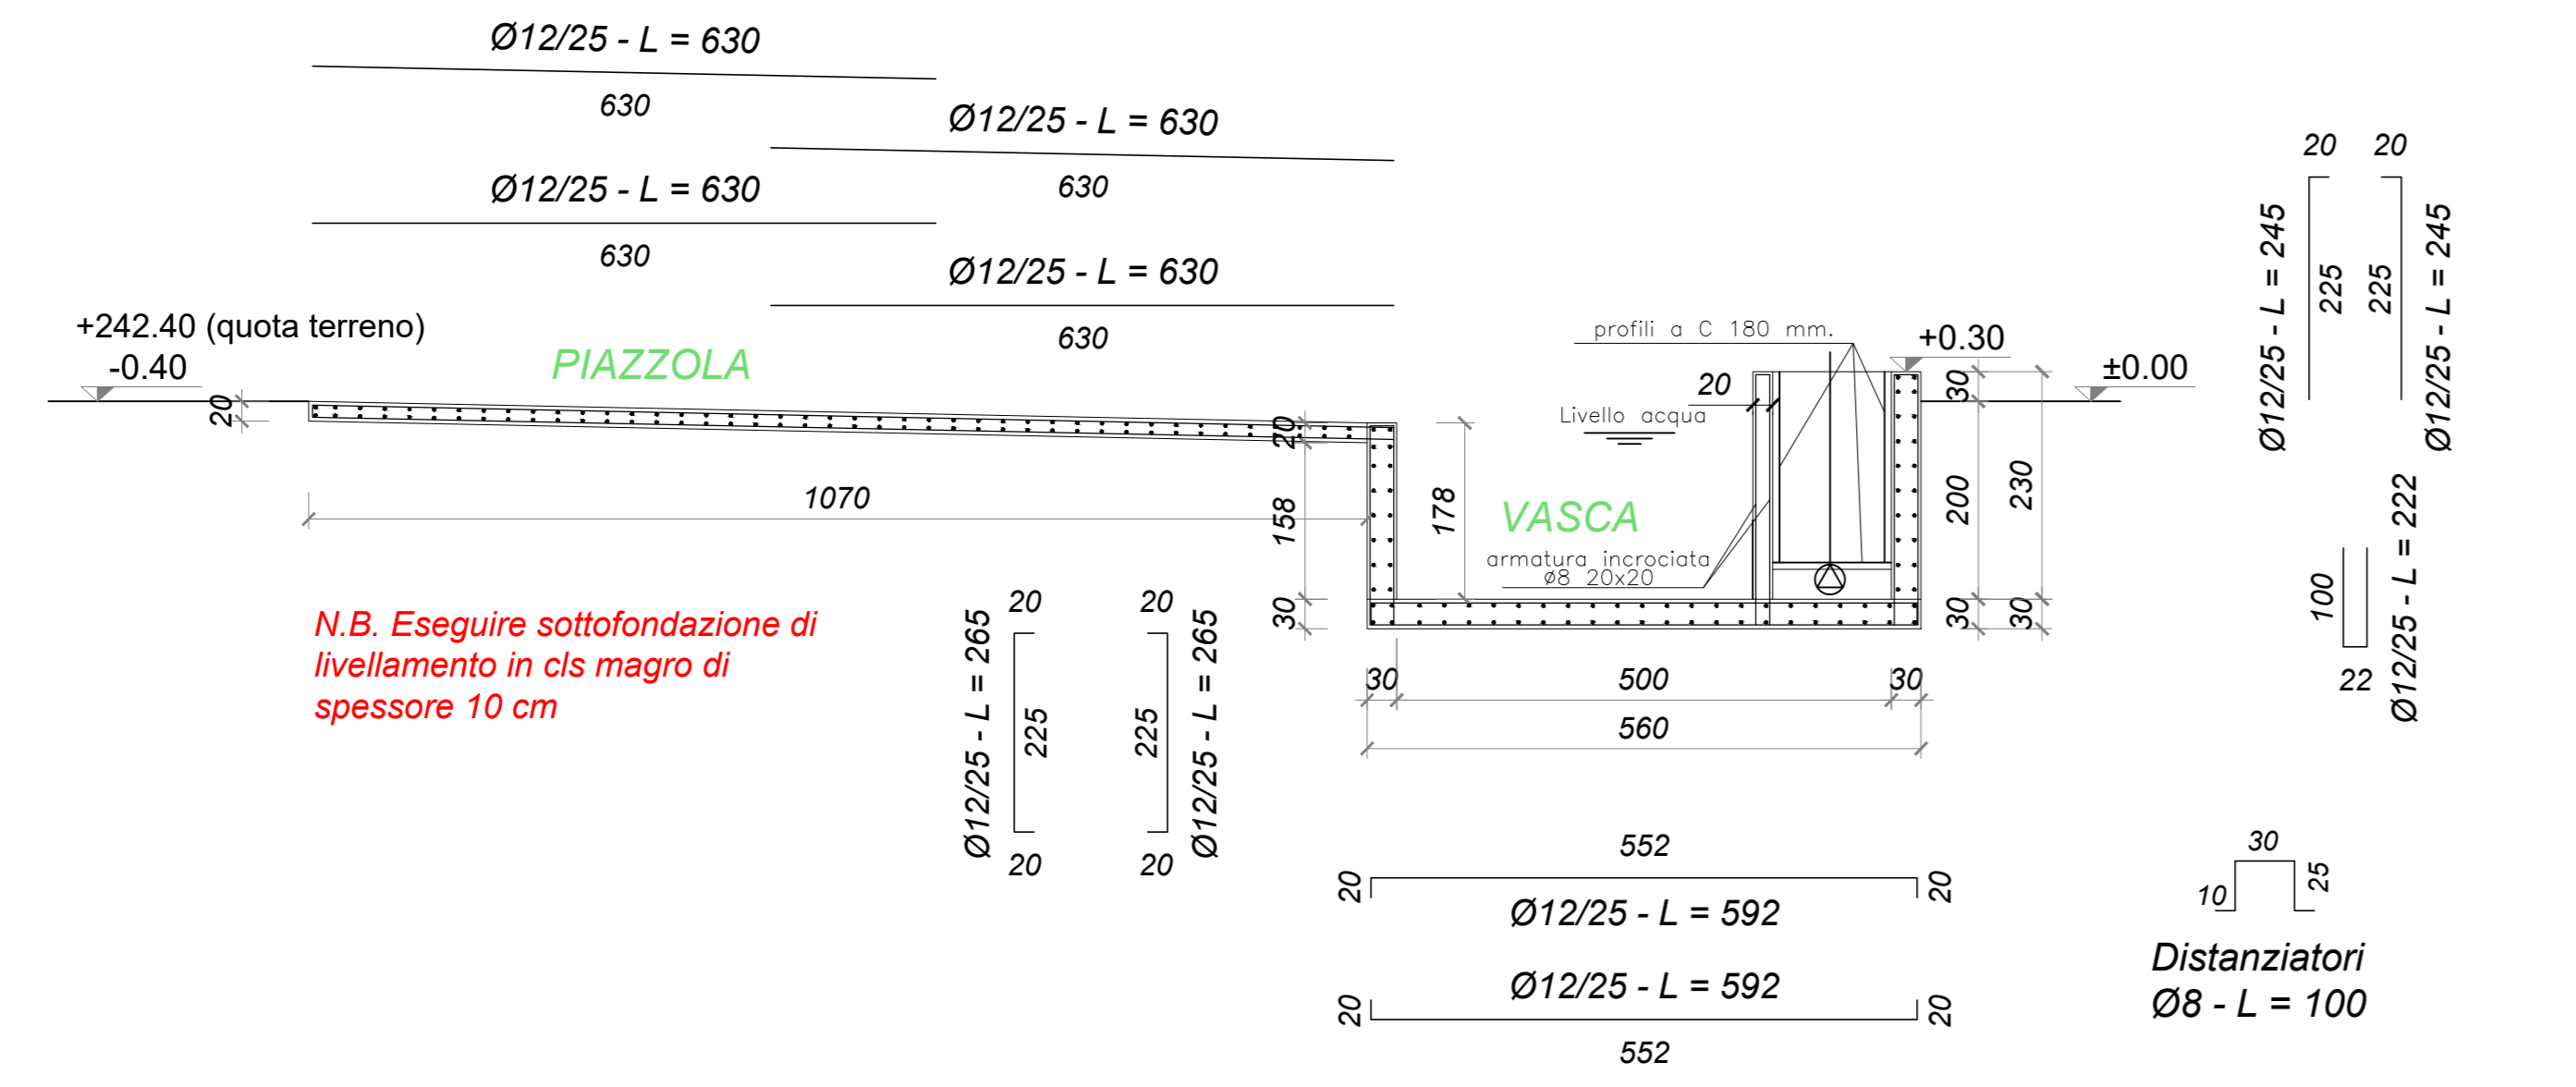 Ø12/25 - L = 630
630
Ø12/25 - L = 630
630
Ø12/25 - L = 630
630
Ø12/25 - L = 630
630
+242.40 (quota terreno)
-0.40
PIAZZOLA
20
1070
20
158
30
178
profili a C 180 mm.
20
Livello acqua
VASCA
armatura incrociata
ø8 20x20
+0.30
±0.00
30
200
30
230
30
30
500
30
560
N.B. Eseguire sottofondazione di
livellamento in cls magro di
spessore 10 cm
Ø12/25 - L = 265
20
225
20
20
225
20
Ø12/25 - L = 265
Ø12/25 - L = 245
20
225
20
225
Ø12/25 - L = 245
100
22
Ø12/25 - L = 222
552
20
20
Ø12/25 - L = 592
Ø12/25 - L = 592
20
20
552
30
10
25
Distanziatori
Ø8 - L = 100